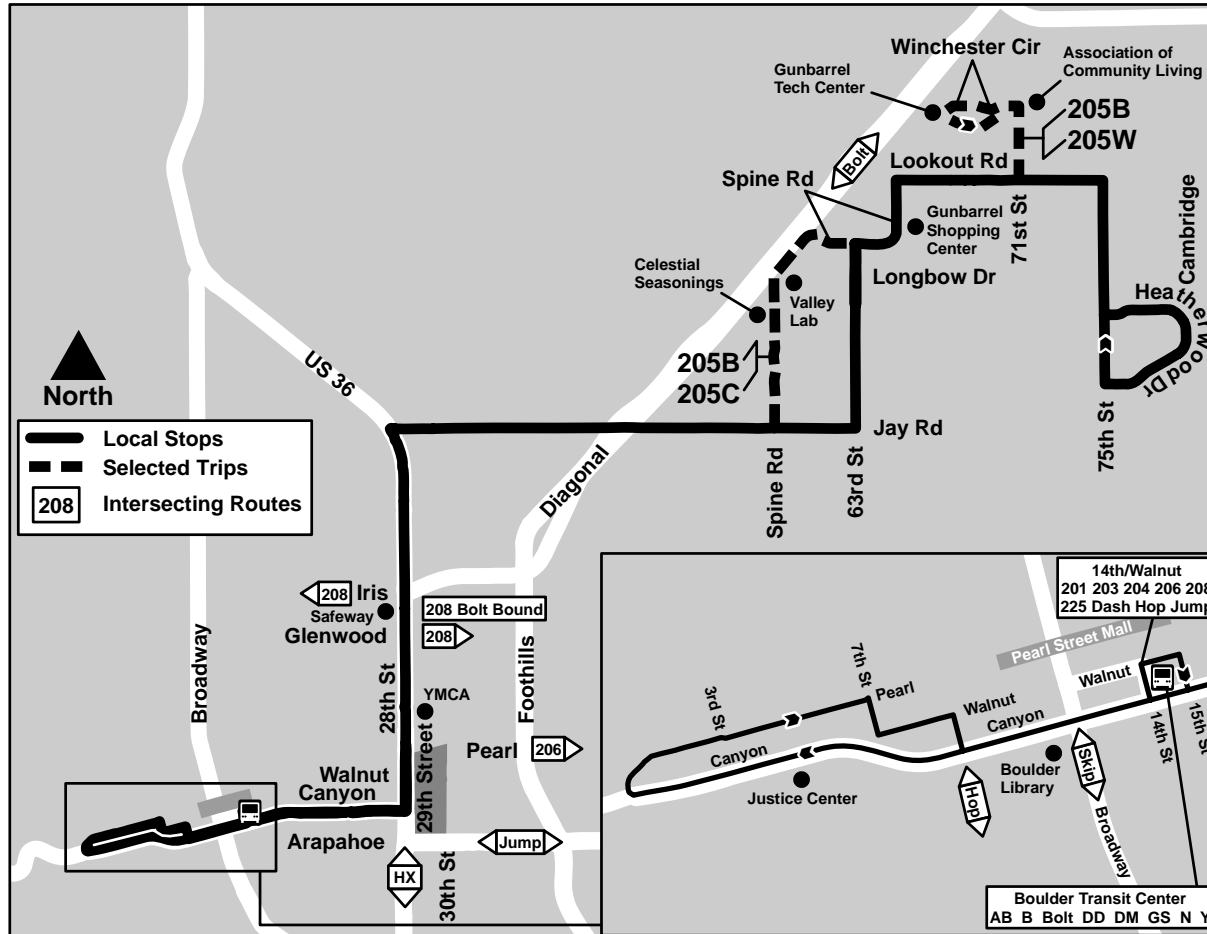 Winchester Cir
Association of
Community Living
Gunbarrel
Tech Center
205B
205W
Bolt
Lookout Rd
Spine Rd
Gunbarrel
Shopping
Center
71st St
Cambridge
Celestial
Seasonings
Valley
Lab
Longbow Dr
Heatherwood Dr
205B
205C
US 36
North
Local Stops
Selected Trips
208 Intersecting Routes
Jay Rd
Diagonal
Spine Rd
63rd St
75th St
208 Iris
Safeway
Glenwood
208 Bolt Bound
208
Broadway
28th St
YMCA
Foothills
29th Street
Pearl 206
Walnut
Canyon
Arapahoe
Jump
HX
30th St
14th/Walnut
201 203 204 206 208
225 Dash Hop Jump
Pearl Street Mall
7th St
Pearl
Walnut
3rd St
Walnut
Canyon
14th St
15th St
Canyon
Justice Center
Boulder
Library
Skip
Hop
Broadway
Boulder Transit Center
AB B Bolt DD DM GS N Y